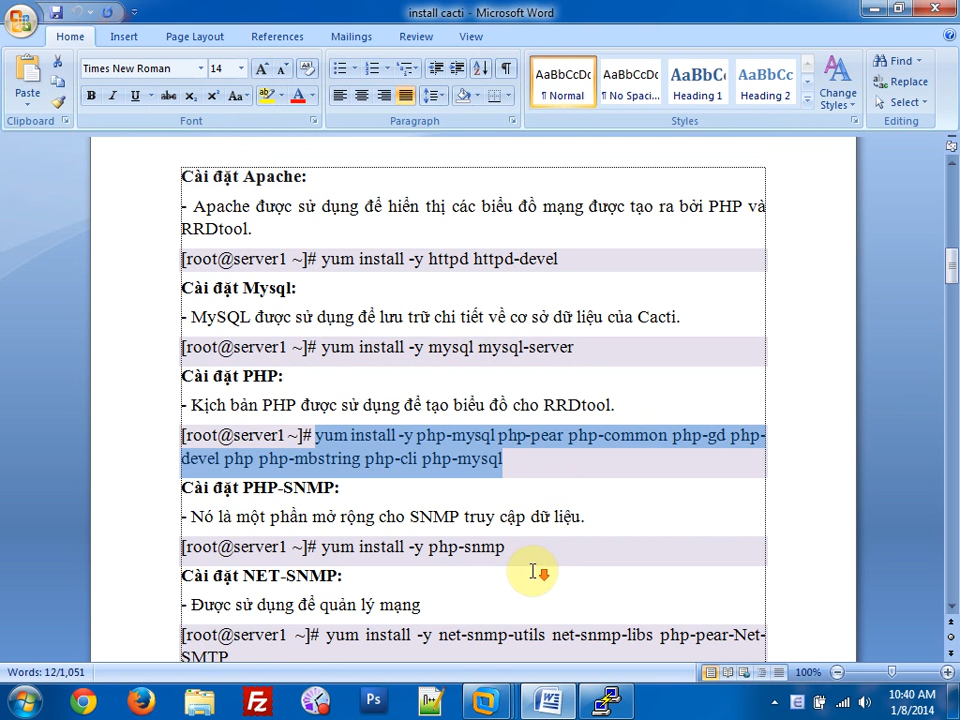 install cacti - Microsoft Word
Home Insert Page Layout References Mailings Review View
Times New Roman 14
Paste
Clipboard Font Paragraph Styles Editing
AaBbCcDc AaBbCcDc AaBbC AaBbCc
¶ Normal ¶ No Spaci... Heading 1 Heading 2
Change Styles
Find
Replace
Select
Cài đặt Apache:
- Apache được sử dụng để hiển thị các biểu đồ mạng được tạo ra bởi PHP và
RRDtool.
[root@server1 ~]# yum install -y httpd httpd-devel
Cài đặt Mysql:
- MySQL được sử dụng để lưu trữ chi tiết về cơ sở dữ liệu của Cacti.
[root@server1 ~]# yum install -y mysql mysql-server
Cài đặt PHP:
- Kịch bản PHP được sử dụng để tạo biểu đồ cho RRDtool.
[root@server1 ~]# yum install -y php-mysql php-pear php-common php-gd php-
devel php php-mbstring php-cli php-mysql
Cài đặt PHP-SNMP:
- Nó là một phần mở rộng cho SNMP truy cập dữ liệu.
[root@server1 ~]# yum install -y php-snmp
Cài đặt NET-SNMP:
- Được sử dụng để quản lý mạng
[root@server1 ~]# yum install -y net-snmp-utils net-snmp-libs php-pear-Net-
SMTP
Words: 12/1,051
100%
10:40 AM
1/8/2014